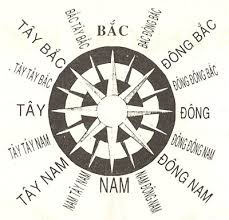 BẮC
BẮC ĐÔNG BẮC
ĐÔNG BẮC
ĐÔNG ĐÔNG BẮC
ĐÔNG
ĐÔNG ĐÔNG NAM
ĐÔNG NAM
NAM ĐÔNG NAM
NAM
NAM TÂY NAM
TÂY NAM
TÂY TÂY NAM
TÂY
TÂY TÂY BẮC
TÂY BẮC
BẮC TÂY BẮC